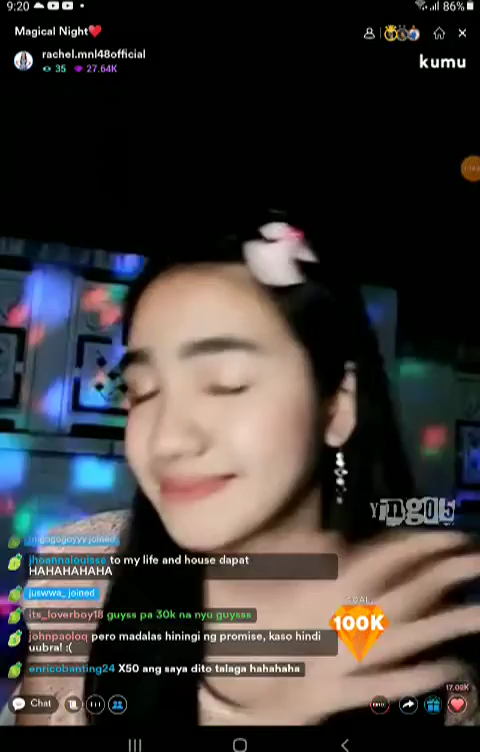 9:20
86%
Magical Night❤️
rachel.mnl48official
35 27.64K
kumu
joined
jhoannalouisse to my life and house dapat
HAHAHAHAHA
juswwa_ joined
its_loverboy18 guyss pa 30k na nyu guysss
johnpaoloq pero madalas hiningi ng promise, kaso hindi
uubra! :(
enricobanting24 X50 ang saya dito talaga hahahaha
GOAL
100K
17.02K
Chat